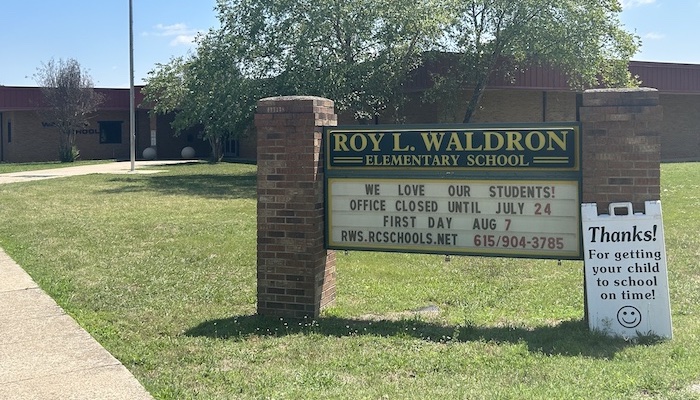 ROY L. WALDRON
ELEMENTARY SCHOOL
WE LOVE OUR STUDENTS!
OFFICE CLOSED UNTIL JULY 24
FIRST DAY AUG 7
RWS.RCSCHOOLS.NET 615/904-3785
Thanks!
For getting
your child
to school
on time!